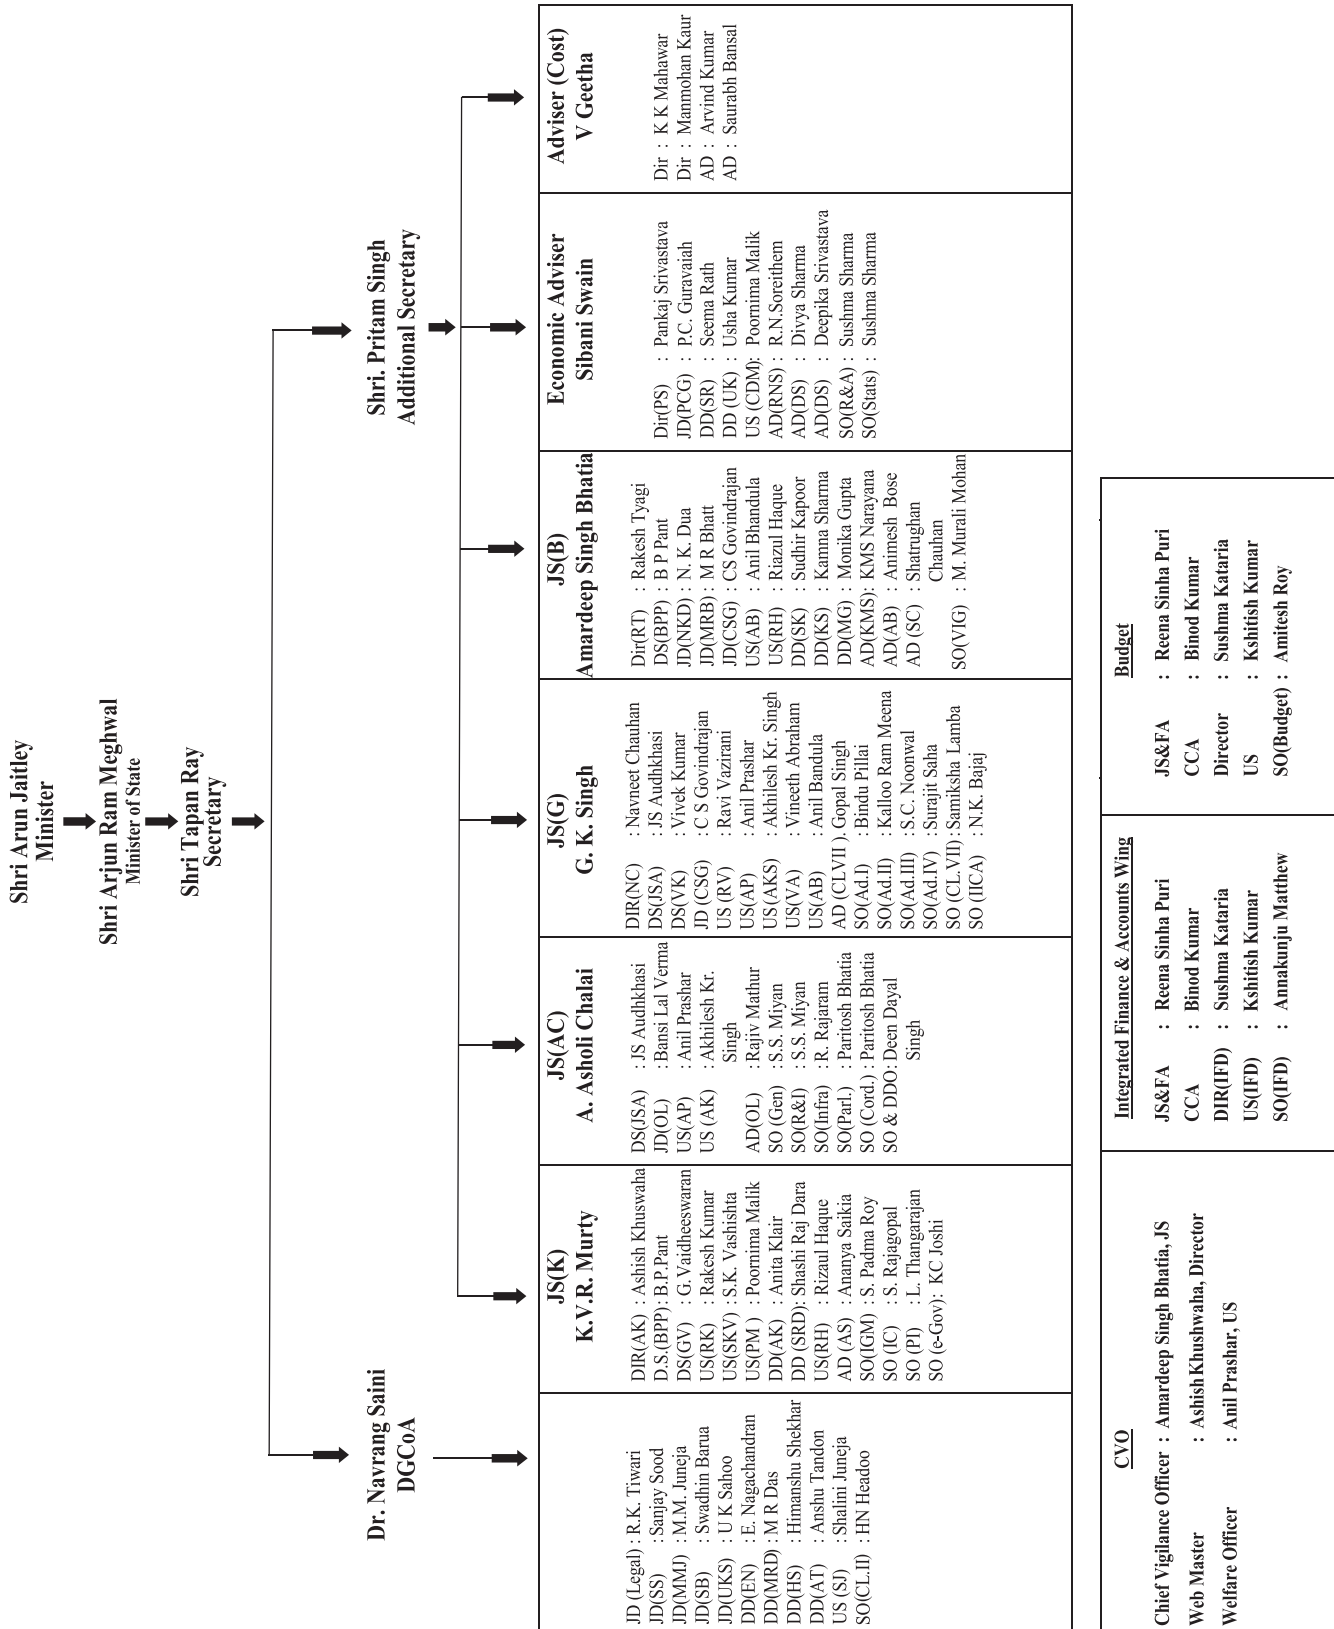 Shri Arun Jaitley
Minister
Shri Arjun Ram Meghwal
Minister of State
Shri Tapan Ray
Secretary
Dr. Navrang Saini
DGCoA
Shri. Pritam Singh
Additional Secretary
JD (Legal) : R.K. Tiwari
JD(SS) : Sanjay Sood
JD(MMJ) : M.M. Juneja
JD(SB) : Swadhin Barua
JD(UKS) : U K Sahoo
DD(EN) : E. Nagachandran
DD(MRD) : M R Das
DD(HS) : Himanshu Shekhar
DD(AT) : Anshu Tandon
US (SJ) : Shalini Juneja
SO(CL.II) : HN Headoo
JS(K)
K.V.R. Murty
DIR(AK) : Ashish Khuswaha
D.S.(BPP) : B.P.Pant
DS(GV) : G.Vaidheeswaran
US(RK) : Rakesh Kumar
US(SKV) : S.K. Vashishta
US(PM ) : Poornima Malik
DD(AK) : Anita Klair
DD (SRD): Shashi Raj Dara
US(RH) : Rizaul Haque
AD (AS) : Ananya Saikia
SO(IGM) : S. Padma Roy
SO (IC) : S. Rajagopal
SO (PI) : L. Thangarajan
SO (e-Gov): KC Joshi
JS(AC)
A. Asholi Chalai
DS(JSA) : JS Audhkhasi
JD(OL) : Bansi Lal Verma
US(AP) : Anil Prashar
US (AK) : Akhilesh Kr.
Singh
AD(OL) : Rajiv Mathur
SO (Gen) : S.S. Miyan
SO(R&I) : S.S. Miyan
SO(Infra) : R. Rajaram
SO(Parl.) : Paritosh Bhatia
SO (Cord.) : Paritosh Bhatia
SO & DDO: Deen Dayal
Singh
JS(G)
G. K. Singh
DIR(NC) : Navneet Chauhan
DS(JSA) : JS Audhkhasi
DS(VK) : Vivek Kumar
JD (CSG) : C S Govindrajan
US (RV) : Ravi Vazirani
US(AP) : Anil Prashar
US(AKS) : Akhilesh Kr. Singh
US(VA) : Vineeth Abraham
US(AB) : Anil Bandula
AD (CLVII ). Gopal Singh
SO(Ad.I) : Bindu Pillai
SO(Ad.II) : Kalloo Ram Meena
SO(Ad.III) : S.C. Noonwal
SO(Ad.IV) : Surajit Saha
SO (CL.VII) : Samiksha Lamba
SO (IICA) : N.K. Bajaj
JS(B)
Amardeep Singh Bhatia
Dir(RT) : Rakesh Tyagi
DS(BPP) : B P Pant
JD(NKD) : N. K. Dua
JD(MRB) : M R Bhatt
JD(CSG) : CS Govindrajan
US(AB) : Anil Bhandula
US(RH) : Riazul Haque
DD(SK) : Sudhir Kapoor
DD(KS) : Kamna Sharma
DD(MG) : Monika Gupta
AD(KMS): KMS Narayana
AD(AB) : Animesh Bose
AD (SC) : Shatrughan
Chauhan
SO(VIG) : M. Murali Mohan
Economic Adviser
Sibani Swain
Dir(PS) : Pankaj Srivastava
JD(PCG) : P.C. Guravaiah
DD(SR) : Seema Rath
DD (UK) : Usha Kumar
US (CDM): Poornima Malik
AD(RNS) : R.N.Soreithem
AD(DS) : Divya Sharma
AD(DS) : Deepika Srivastava
SO(R&A) : Sushma Sharma
SO(Stats) : Sushma Sharma
Adviser (Cost)
V Geetha
Dir : K K Mahawar
Dir : Manmohan Kaur
AD : Arvind Kumar
AD : Saurabh Bansal
CVO
Chief Vigilance Officer : Amardeep Singh Bhatia, JS
Web Master : Ashish Khushwaha, Director
Welfare Officer : Anil Prashar, US
Integrated Finance & Accounts Wing
JS&FA : Reena Sinha Puri
CCA : Binod Kumar
DIR(IFD) : Sushma Kataria
US(IFD) : Kshitish Kumar
SO(IFD) : Annakunju Matthew
Budget
JS&FA : Reena Sinha Puri
CCA : Binod Kumar
Director : Sushma Kataria
US : Kshitish Kumar
SO(Budget) : Amitesh Roy